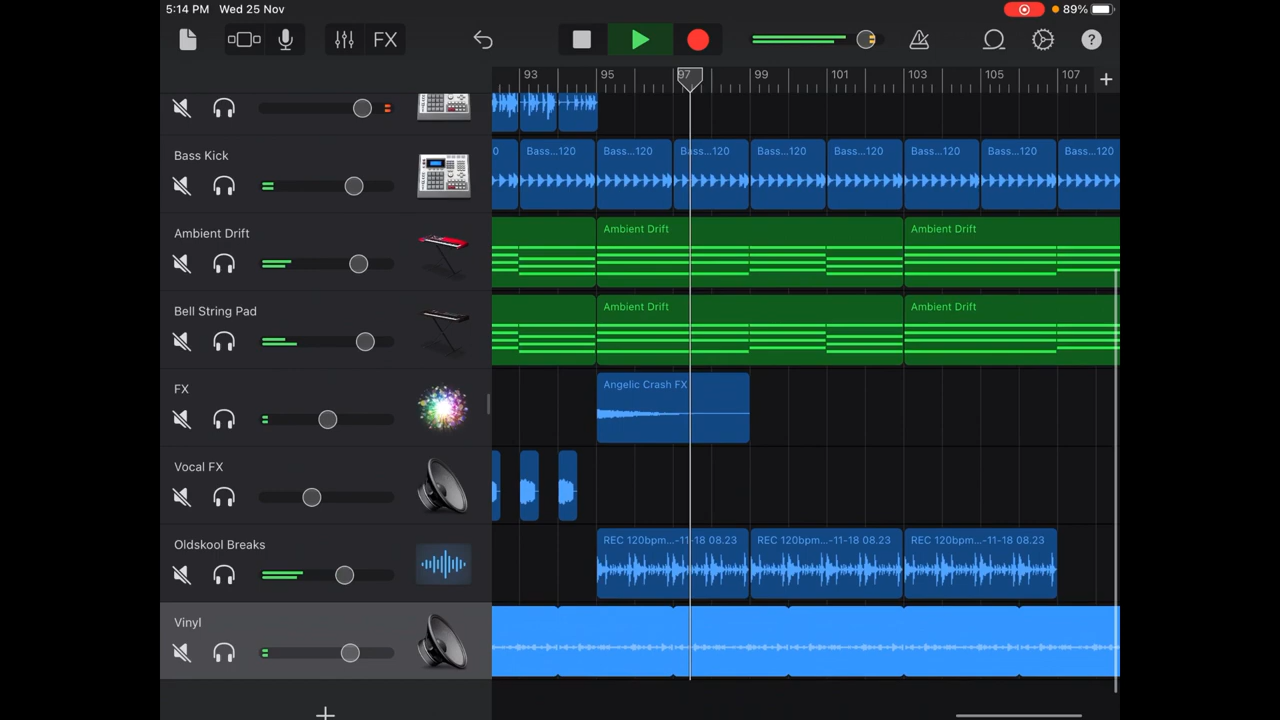 5:14 PM Wed 25 Nov 89%
FX ?
93 95 97 99 101 103 105 107 +
Bass Kick
0 Bass...120 Bass...120 Bass...120 Bass...120 Bass...120 Bass...120 Bass...120 Bass...
Ambient Drift
Ambient Drift Ambient Drift
Bell String Pad
Ambient Drift Ambient Drift
FX
Angelic Crash FX
Vocal FX
Oldskool Breaks
REC 120bpm...-11-18 08.23 REC 120bpm...-11-18 08.23 REC 120bpm...-11-18 08.23
Vinyl
+